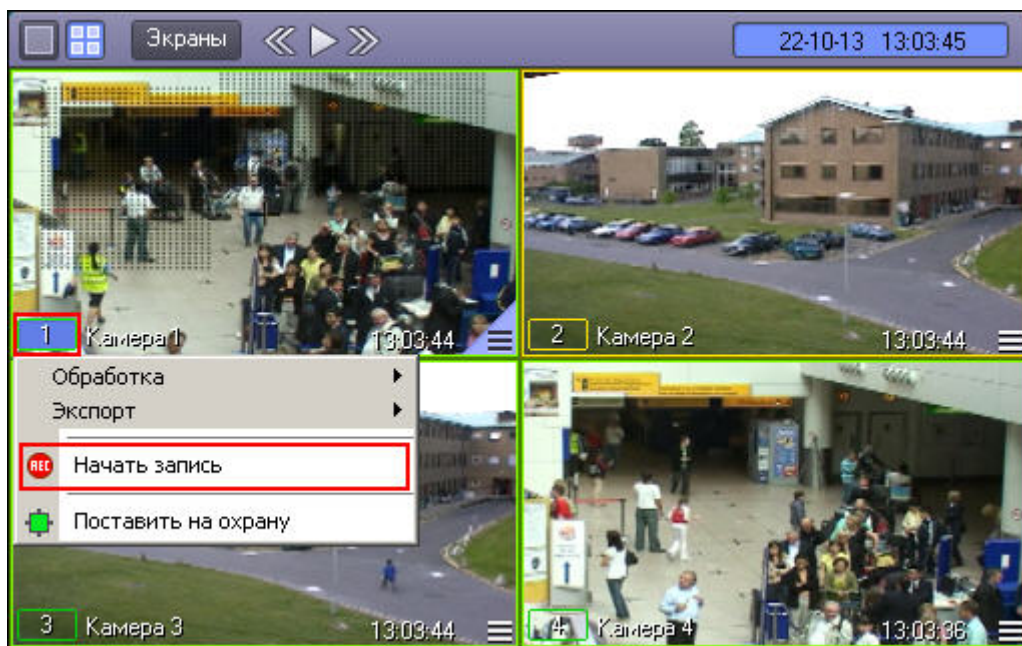 Экраны
22-10-13 13:03:45
1 Камера 1 13:03:44
2 Камера 2 13:03:44
Обработка
Экспорт
REC Начать запись
Поставить на охрану
3 Камера 3 13:03:44
4 Камера 4 13:03:36